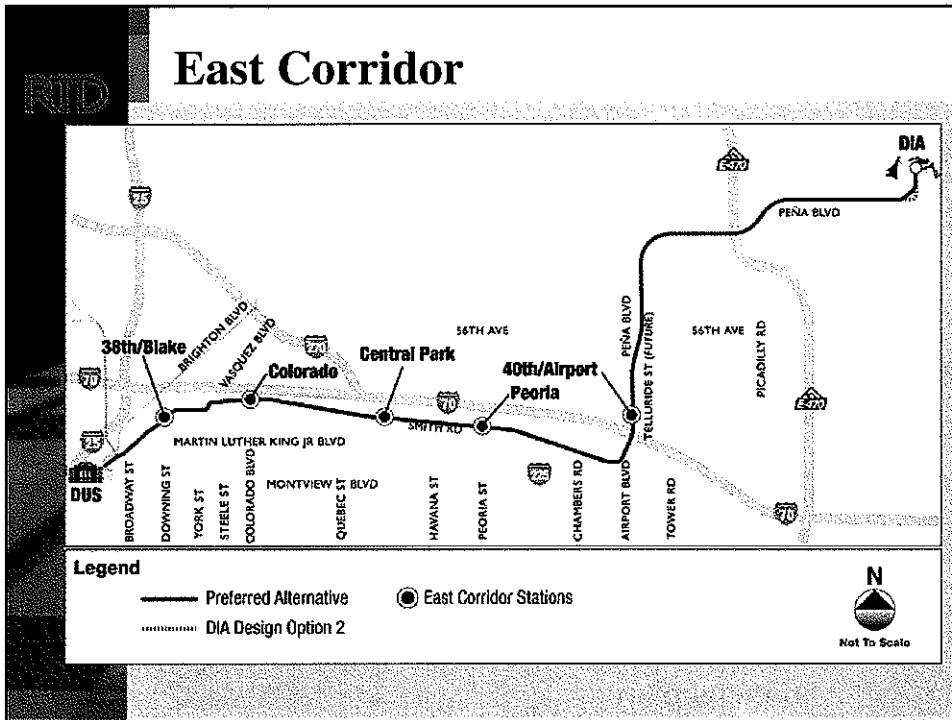 RTD
East Corridor
DIA
E-470
25
PEÑA BLVD
BRIGHTON BLVD
VASQUEZ BLVD
PEÑA BLVD
TELLURIDE ST (FUTURE)
56TH AVE
56TH AVE
PICADILLY RD
38th/Blake
270
Central Park
40th/Airport
Colorado
Peoria
70
70
E-470
SMITH RD
MARTIN LUTHER KING JR BLVD
25
DUS
MONTVIEW BLVD
225
70
BROADWAY ST
DOWNING ST
YORK ST
STEELE ST
COLORADO BLVD
QUEBEC ST
HAVANA ST
PEORIA ST
CHAMBERS RD
AIRPORT BLVD
TOWER RD
Legend
Preferred Alternative
East Corridor Stations
DIA Design Option 2
N
Not To Scale